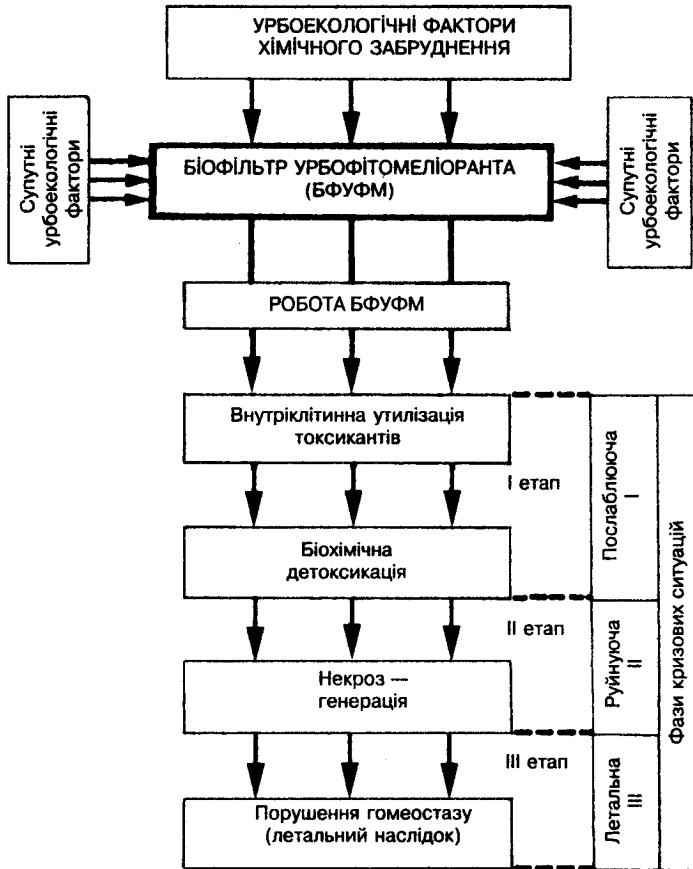 УРБОЕКОЛОГІЧНІ ФАКТОРИ
ХІМІЧНОГО ЗАБРУДНЕННЯ
Супутні
урбоекологічні
фактори
БІОФІЛЬТР УРБОФІТОМЕЛІОРАНТА
(БФУФМ)
Супутні
урбоекологічні
фактори
РОБОТА БФУФМ
Внутріклітинна утилізація
токсикантів
І етап
Біохімічна
детоксикація
ІІ етап
Некроз —
генерація
ІІІ етап
Порушення гомеостазу
(летальний наслідок)
Послаблююча
І
Руйнуюча
ІІ
Летальна
ІІІ
Фази кризових ситуацій